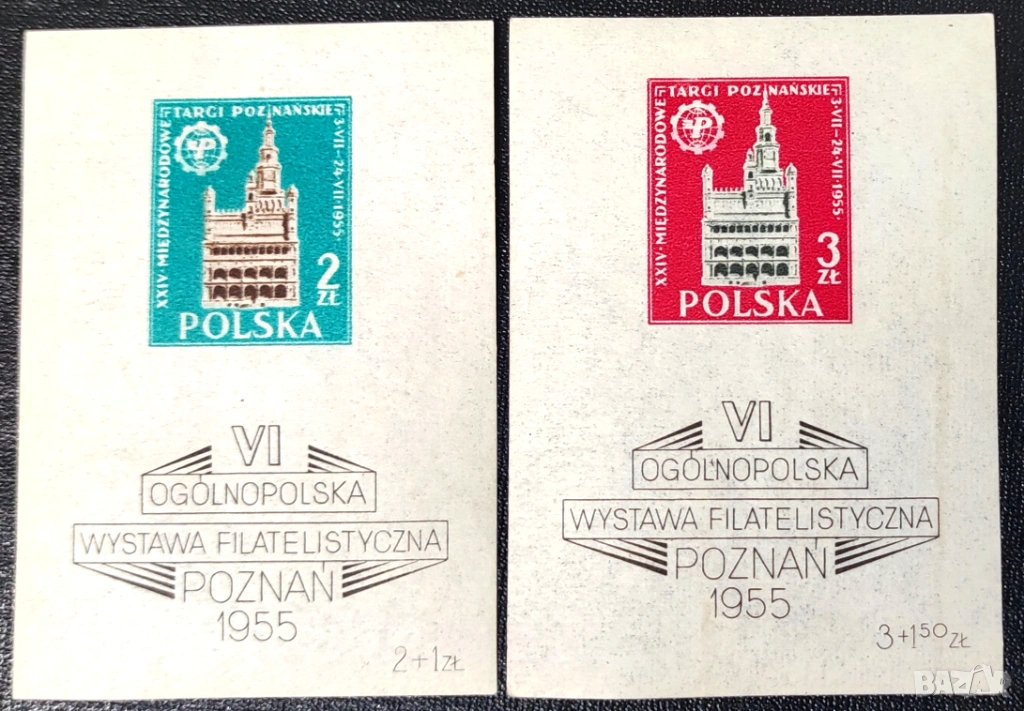 TARGI POZNAŃSKIE
3·VII–24·VII·1955·
XXIV·MIĘDZYNARODOWE
P
2
ZŁ
POLSKA
VI
OGÓLNOPOLSKA
WYSTAWA FILATELISTYCZNA
POZNAŃ
1955
2+1ZŁ
TARGI POZNAŃSKIE
3·VII–24·VII·1955·
XXIV·MIĘDZYNARODOWE
P
3
ZŁ
POLSKA
VI
OGÓLNOPOLSKA
WYSTAWA FILATELISTYCZNA
POZNAŃ
1955
3+1⁵⁰ ZŁ
BAZAR